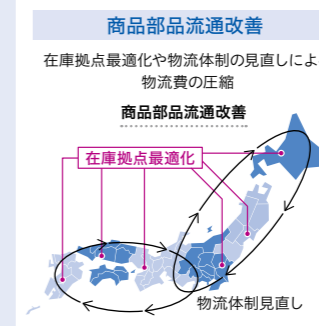 商品部品流通改善
在庫拠点最適化や物流体制の見直しによ
物流費の圧縮
商品部品流通改善
在庫拠点最適化
物流体制見直し